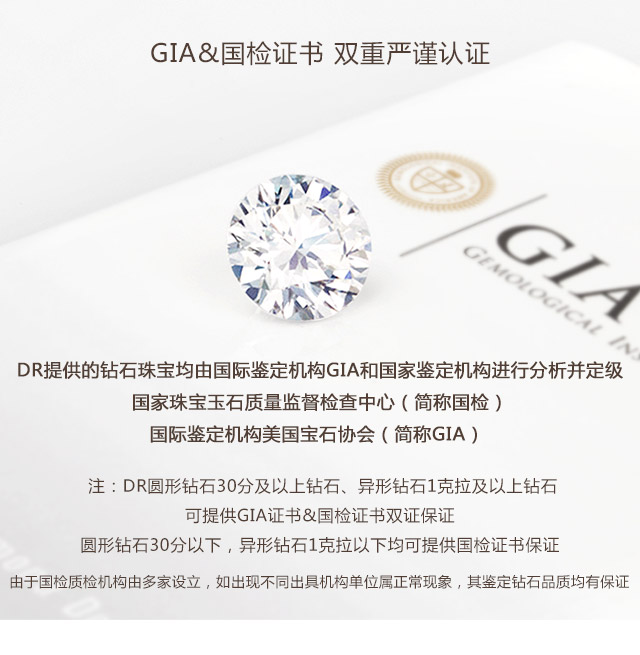 GIA&国检证书 双重严谨认证
GIA
GEMOLOGICAL INS
DR提供的钻石珠宝均由国际鉴定机构GIA和国家鉴定机构进行分析并定级
国家珠宝玉石质量监督检查中心（简称国检）
国际鉴定机构美国宝石协会（简称GIA）
注：DR圆形钻石30分及以上钻石、异形钻石1克拉及以上钻石
可提供GIA证书&国检证书双证保证
圆形钻石30分以下，异形钻石1克拉以下均可提供国检证书保证
由于国检质检机构由多家设立，如出现不同出具机构单位属正常现象，其鉴定钻石品质均有保证